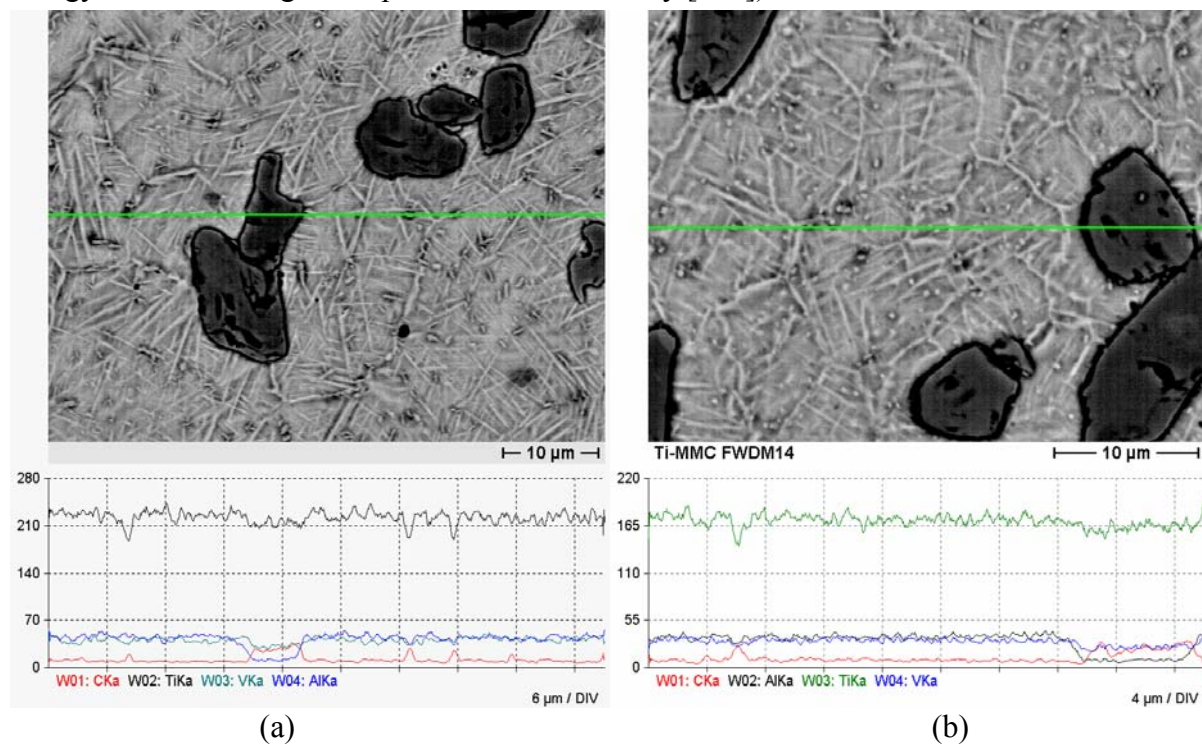 10 µm
Ti-MMC FWDM14
10 µm
280
210
140
70
0
W01: CKa W02: TiKa W03: VKa W04: AlKa
6 µm / DIV
220
165
110
55
0
W01: CKa W02: AlKa W03: TiKa W04: VKa
4 µm / DIV
(a)
(b)